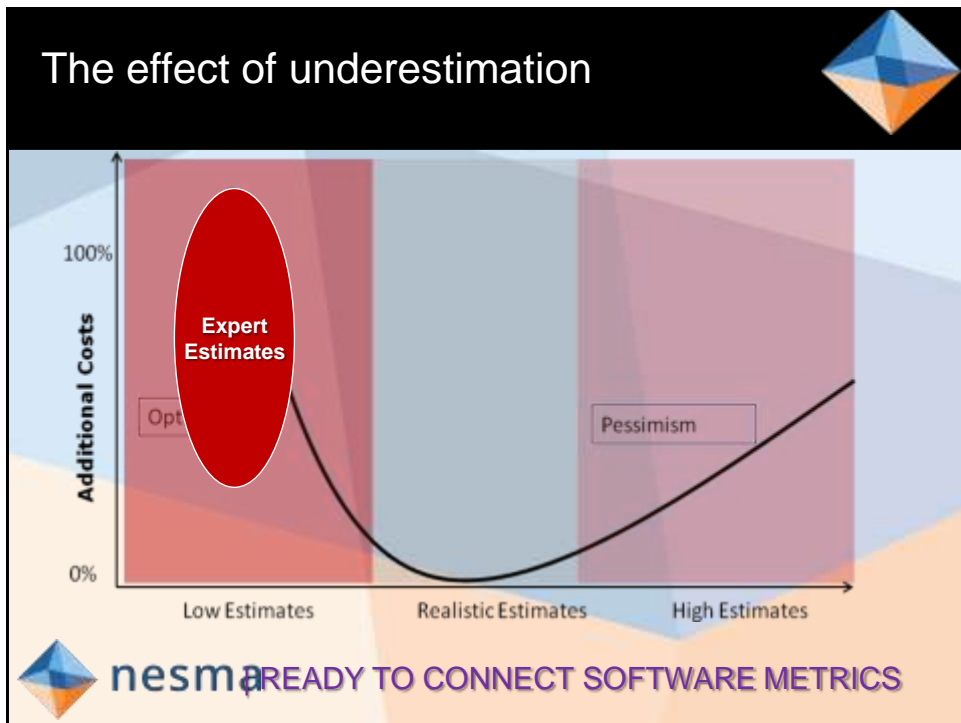 The effect of underestimation
100%
Expert
Estimates
Opt
Pessimism
Additional Costs
0%
Low Estimates
Realistic Estimates
High Estimates
nesma
READY TO CONNECT SOFTWARE METRICS